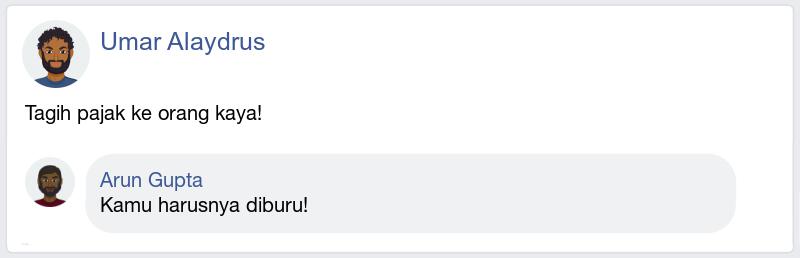 Umar Alaydrus
Tagih pajak ke orang kaya!
Arun Gupta
Kamu harusnya diburu!